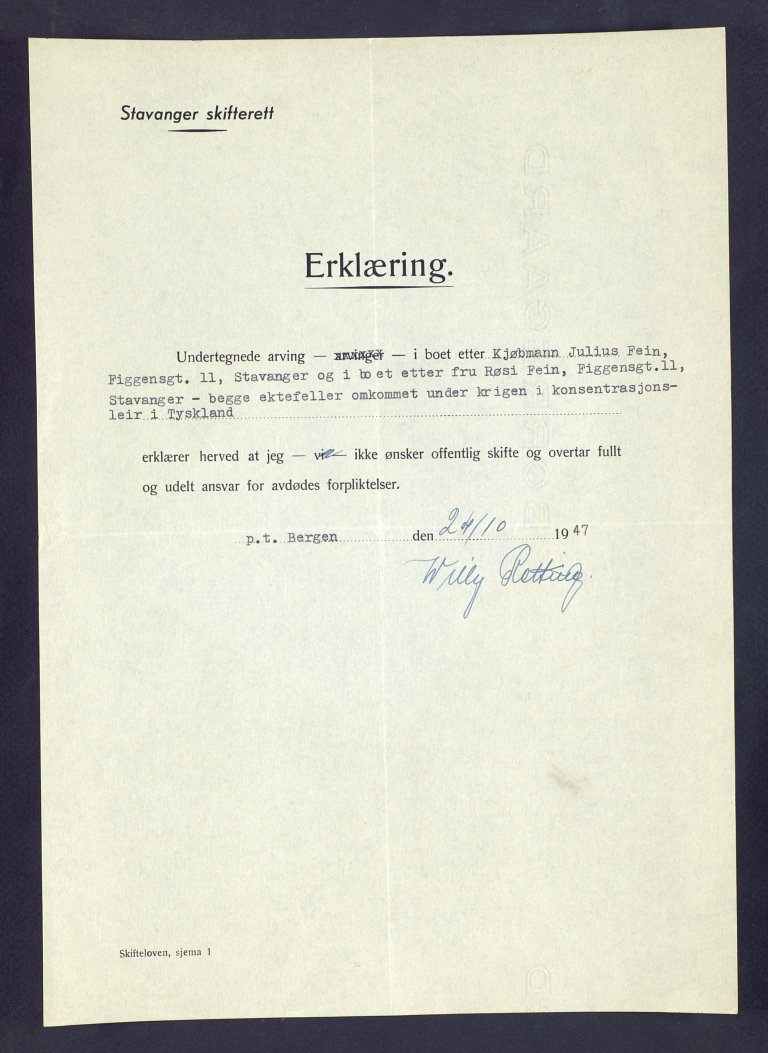 Stavanger skifterett
Erklæring.
Undertegnede arving — arvinger — i boet etter Kjøbmann Julius Fein,
Figgensgt. 11, Stavanger og i boet etter fru Røsi Fein, Figgensgt.11,
Stavanger - begge ektefeller omkommet under krigen i konsentrasjons-
leir i Tyskland
erklærer herved at jeg — vi — ikke ønsker offentlig skifte og overtar fullt
og udelt ansvar for avdødes forpliktelser.
p.t. Bergen den 24/10 1947
Willy Rotting.
Skifteloven, sjema 1